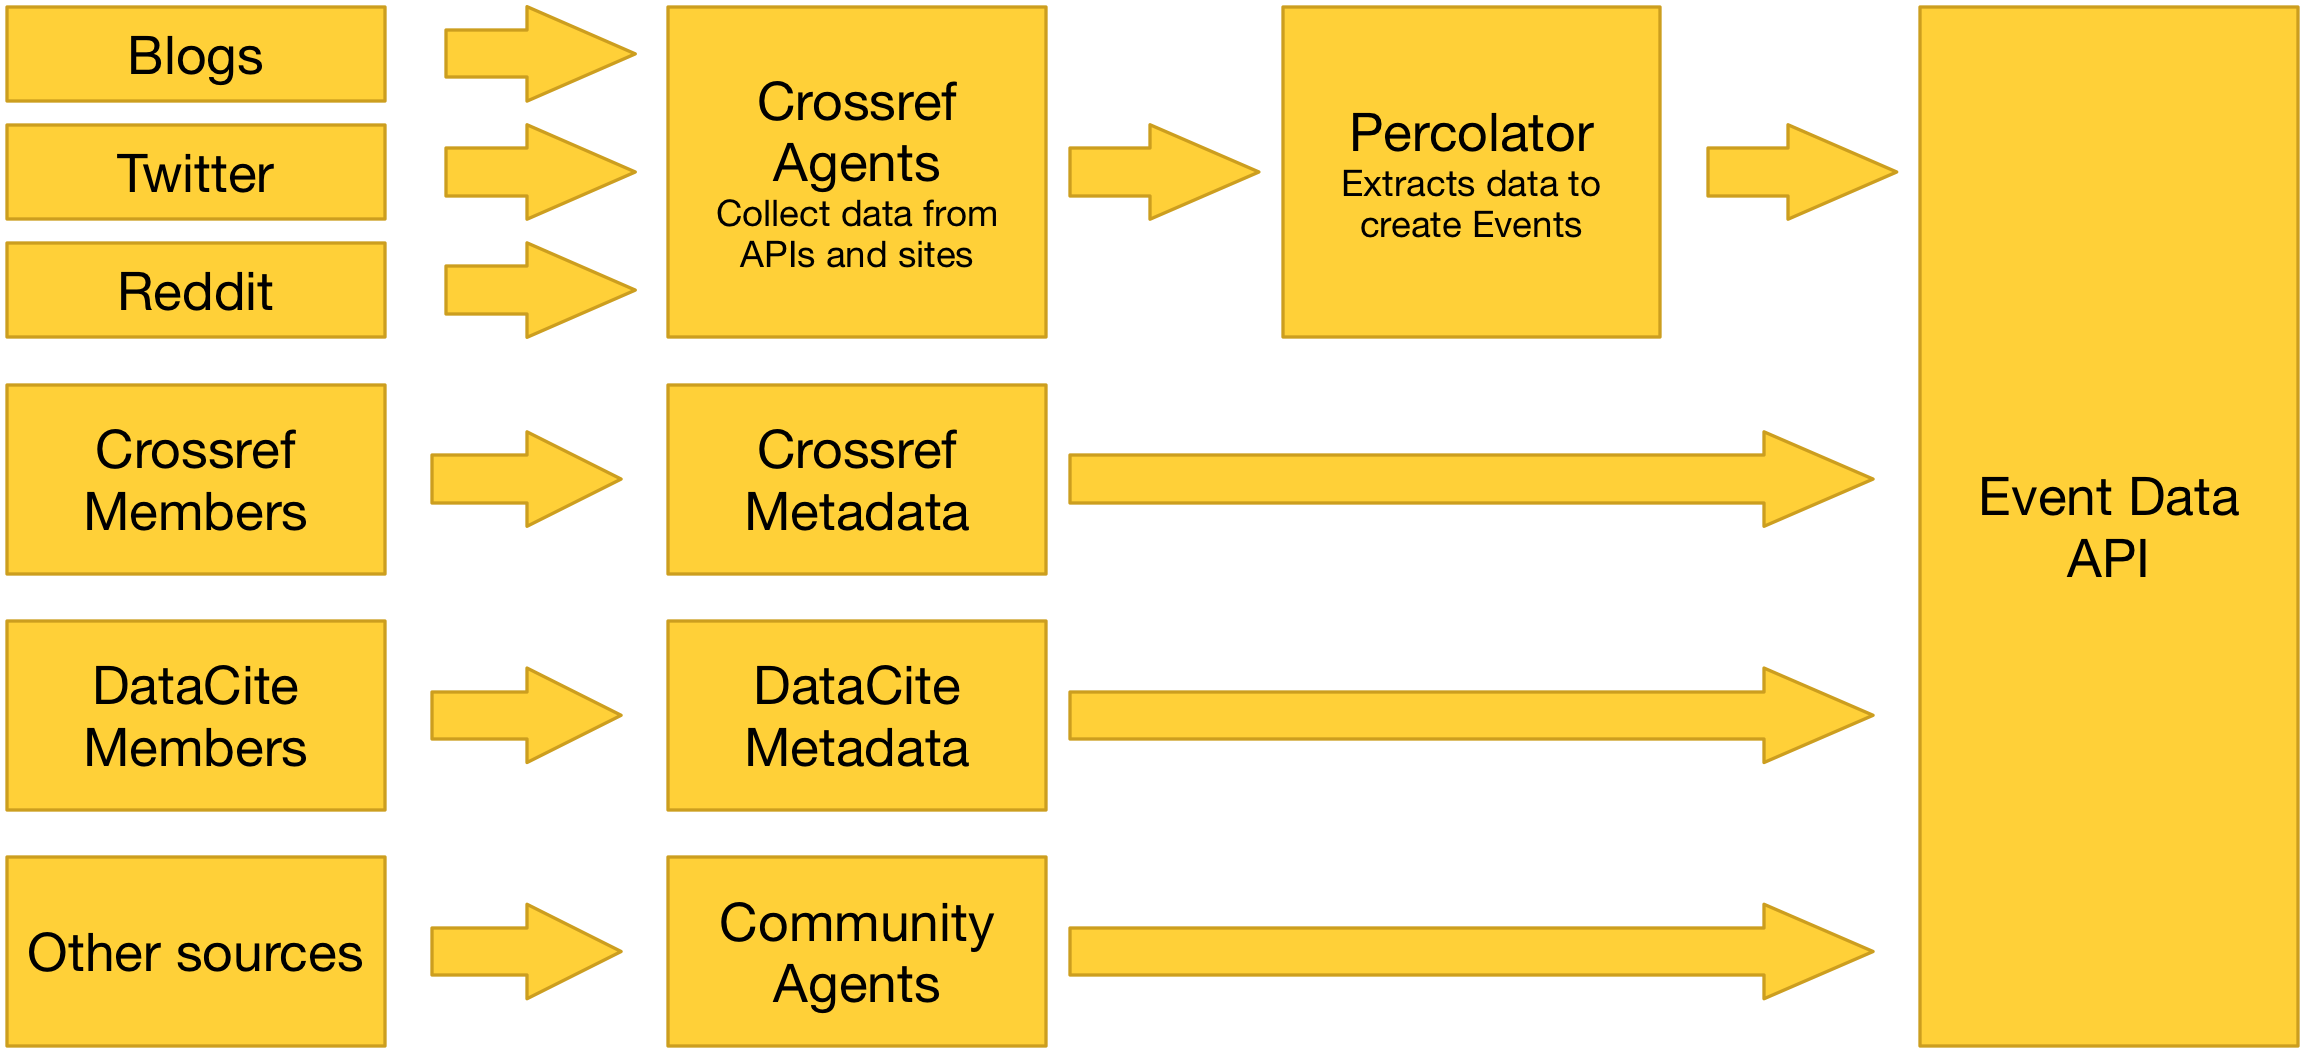 Blogs
Twitter
Reddit
Crossref
Agents
Collect data from
APIs and sites
Percolator
Extracts data to
create Events
Crossref
Members
Crossref
Metadata
DataCite
Members
DataCite
Metadata
Other sources
Community
Agents
Event Data
API